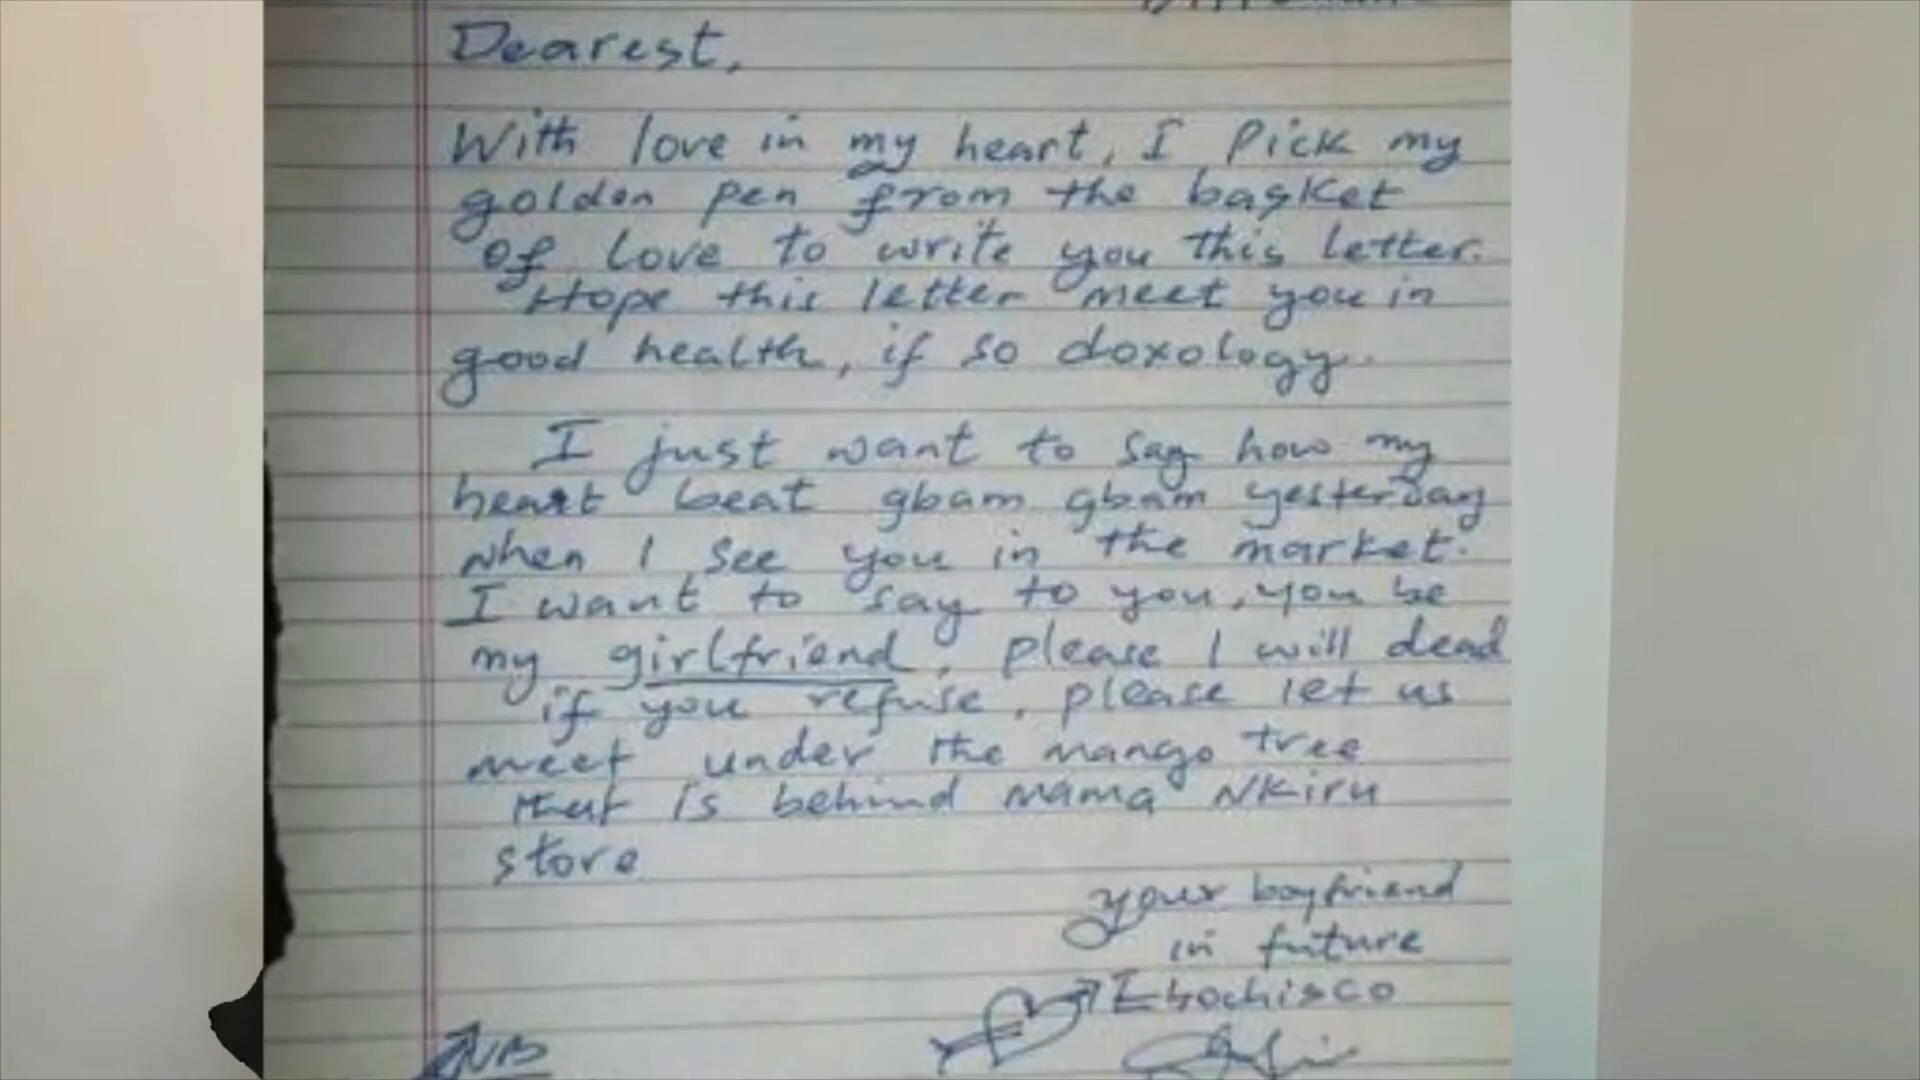 Dearest,
With love in my heart, I Pick my
golden pen from the basket
of love to write you this letter.
Hope this letter meet you in
good health, if so doxology.
I just want to say how my
heart beat gbam gbam yesterday
when I see you in the market.
I want to say to you, you be
my girlfriend, please I will dead
if you refuse, please let us
meet under the mango tree
that is behind mama Nkiru
store
your boyfriend
in future
Ebochisco
NB